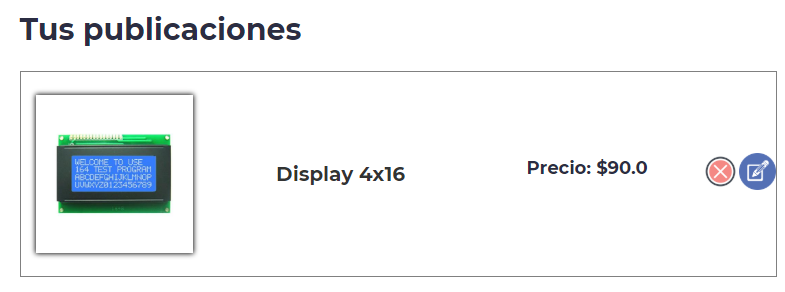 Tus publicaciones
WELCOME TO USE
164 TEST PROGRAM
ABCDEFGHIJKLMNOP
UVWXYZ0123456789
Display 4x16
Precio: $90.0